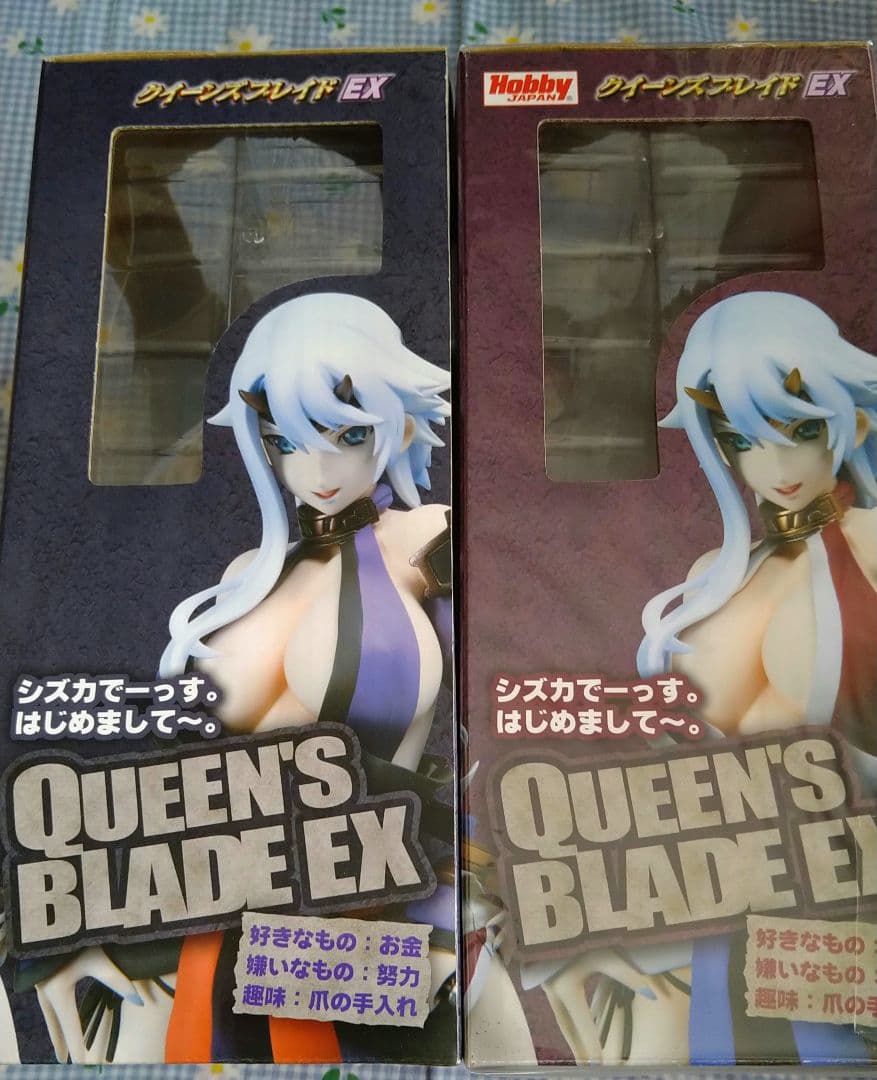 クイーンズブレイド EX
シズカでーっす。
はじめまして～。
QUEEN'S
BLADE EX
好きなもの：お金
嫌いなもの：努力
趣味：爪の手入れ
Hobby
JAPAN®
クイーンズブレイド EX
シズカでーっす。
はじめまして～。
QUEEN'S
BLADE E
好きなもの：
嫌いなもの：
趣味：爪の手